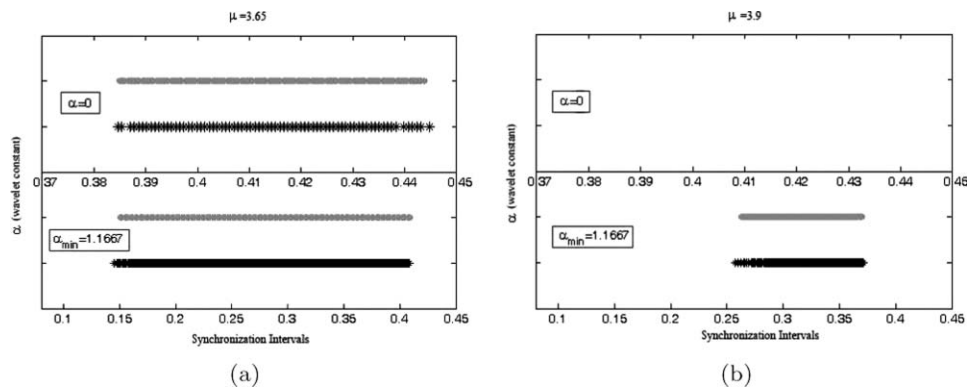 μ =3.65
α=0
0.37 0.38 0.39 0.4 0.41 0.42 0.43 0.44 0.45
α (wavelet constant)
αmin=1.1667
0.1 0.15 0.2 0.25 0.3 0.35 0.4 0.45
Synchronization Intervals
(a)
μ =3.9
α=0
0.37 0.38 0.39 0.4 0.41 0.42 0.43 0.44 0.45
α (wavelet constant)
αmin=1.1667
0.1 0.15 0.2 0.25 0.3 0.35 0.4 0.45
Synchronization Intervals
(b)